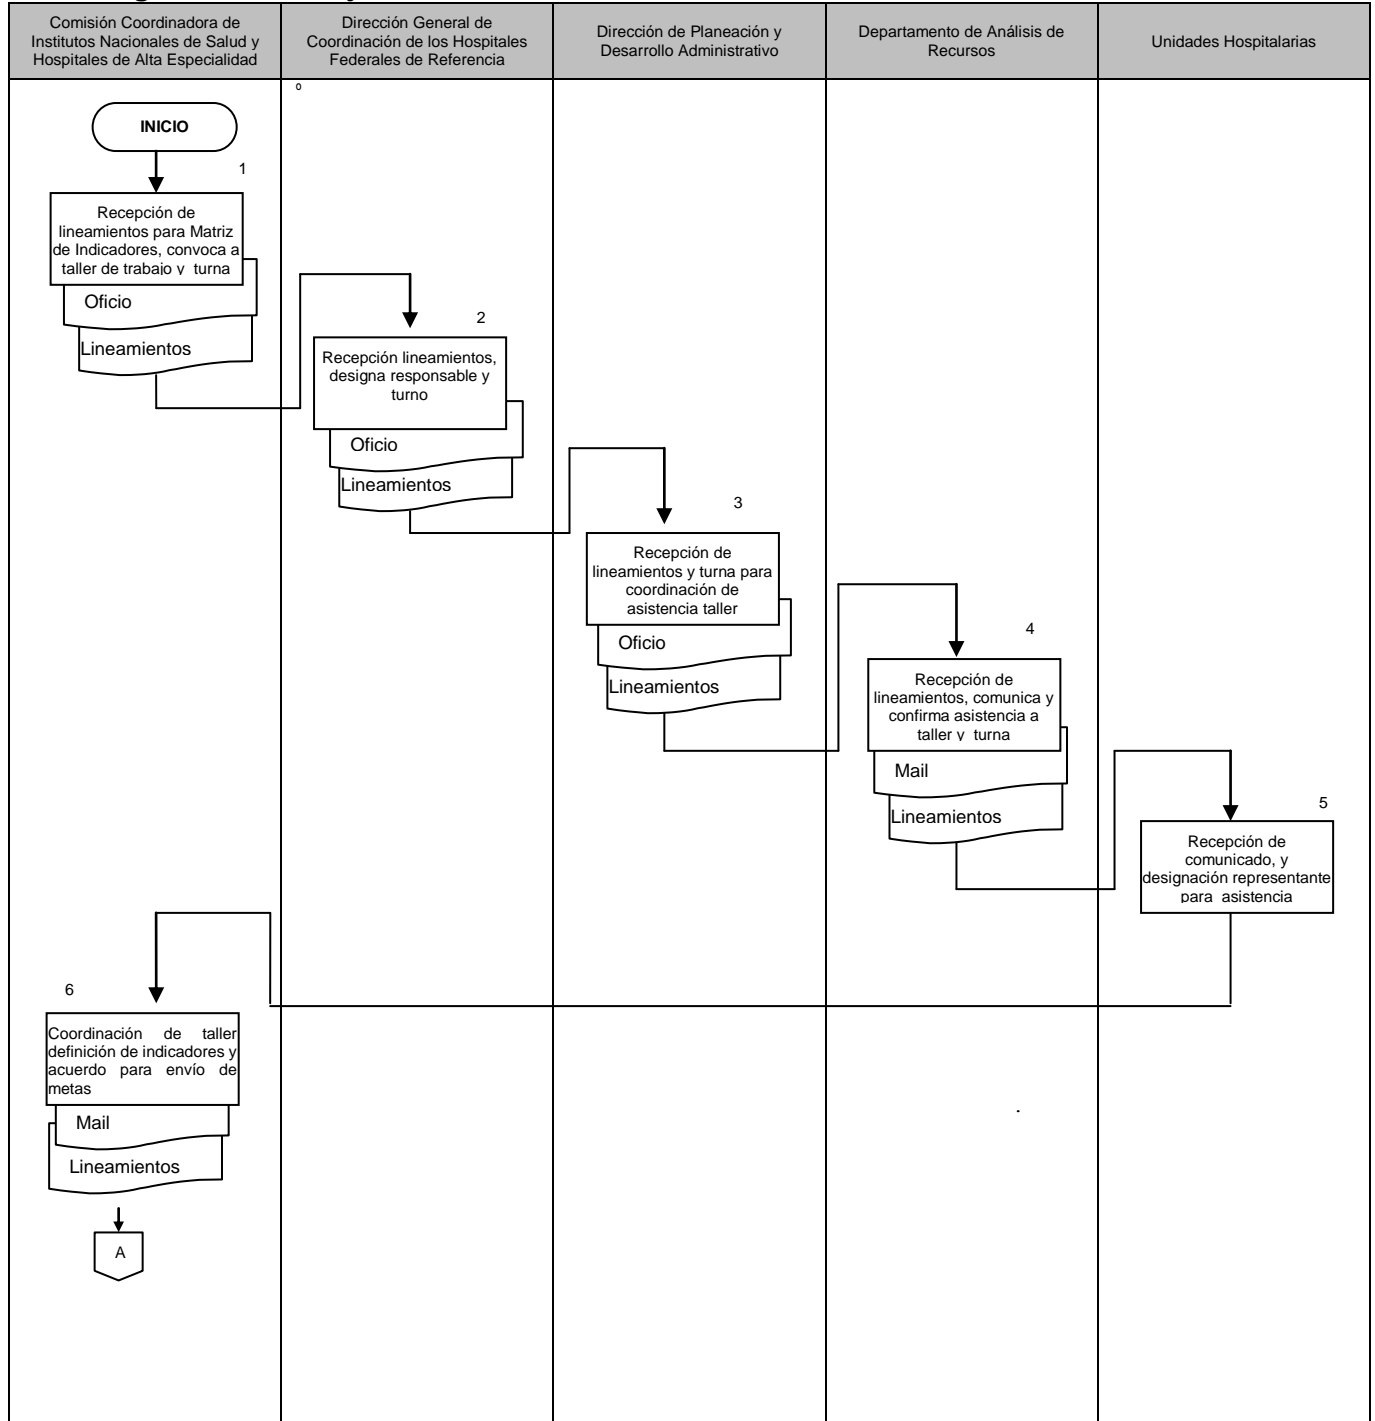 Comisión Coordinadora de
Institutos Nacionales de Salud y
Hospitales de Alta Especialidad
Dirección General de
Coordinación de los Hospitales
Federales de Referencia
Dirección de Planeación y
Desarrollo Administrativo
Departamento de Análisis de
Recursos
Unidades Hospitalarias
º
INICIO
1
Recepción de
lineamientos para Matriz
de Indicadores, convoca a
taller de trabajo y turna
Oficio
Lineamientos
2
Recepción lineamientos,
designa responsable y
turno
Oficio
Lineamientos
3
Recepción de
lineamientos y turna para
coordinación de
asistencia taller
Oficio
Lineamientos
4
Recepción de
lineamientos, comunica y
confirma asistencia a
taller y turna
Mail
Lineamientos
5
Recepción de
comunicado, y
designación representante
para asistencia
6
Coordinación de taller
definición de indicadores y
acuerdo para envío de
metas
Mail
Lineamientos
A
.